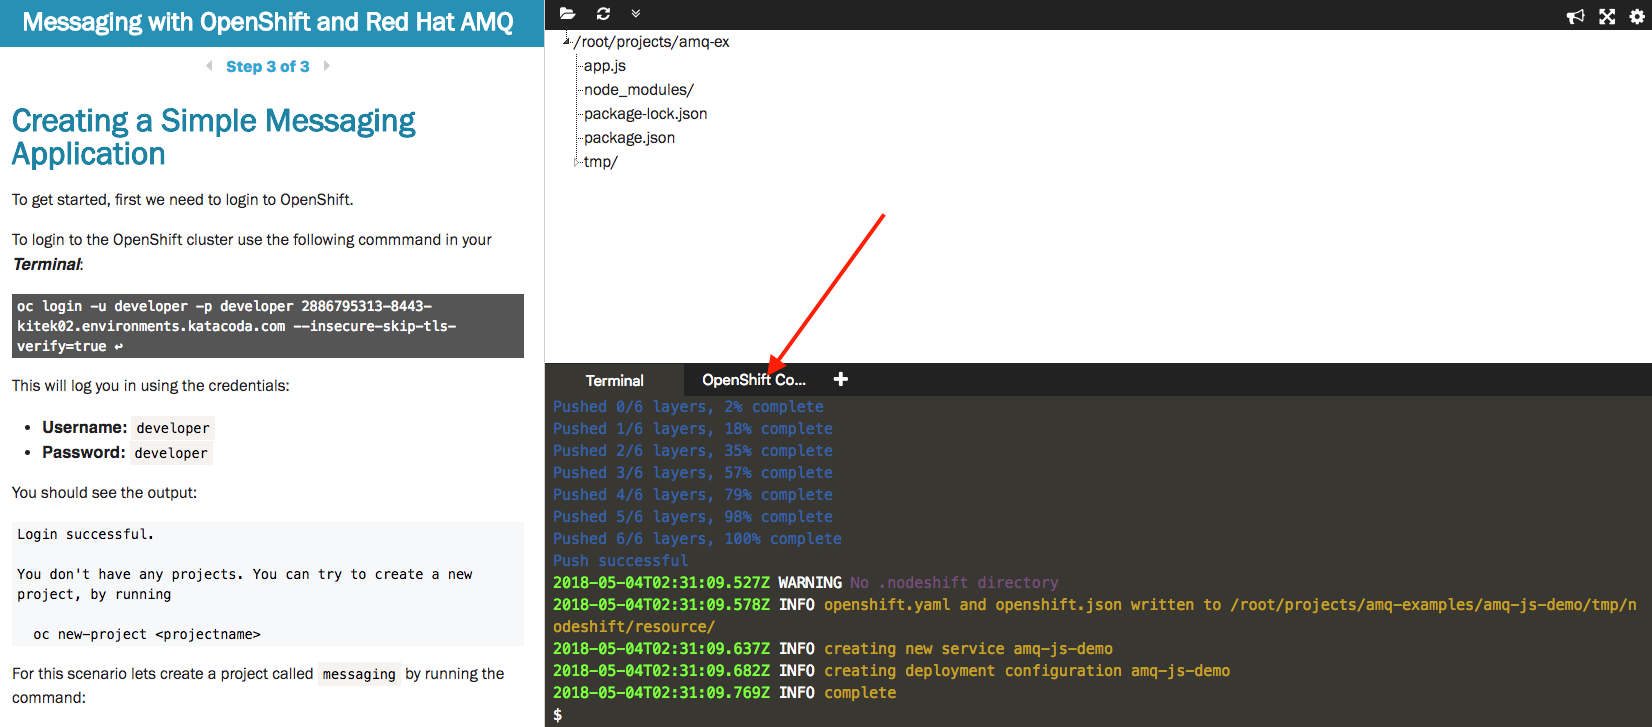 Messaging with OpenShift and Red Hat AMQ
Step 3 of 3
Creating a Simple Messaging
Application
To get started, first we need to login to OpenShift.
To login to the OpenShift cluster use the following commmand in your
Terminal:
oc login -u developer -p developer 2886795313-8443-
kitek02.environments.katacoda.com --insecure-skip-tls-
verify=true ↩
This will log you in using the credentials:
• Username: developer
• Password: developer
You should see the output:
Login successful.
You don't have any projects. You can try to create a new
project, by running
oc new-project <projectname>
For this scenario lets create a project called messaging by running the
command:
/root/projects/amq-ex
app.js
node_modules/
package-lock.json
package.json
tmp/
Terminal OpenShift Co...
Pushed 0/6 layers, 2% complete
Pushed 1/6 layers, 18% complete
Pushed 2/6 layers, 35% complete
Pushed 3/6 layers, 57% complete
Pushed 4/6 layers, 79% complete
Pushed 5/6 layers, 98% complete
Pushed 6/6 layers, 100% complete
Push successful
2018-05-04T02:31:09.527Z WARNING No .nodeshift directory
2018-05-04T02:31:09.578Z INFO openshift.yaml and openshift.json written to /root/projects/amq-examples/amq-js-demo/tmp/n
odeshift/resource/
2018-05-04T02:31:09.637Z INFO creating new service amq-js-demo
2018-05-04T02:31:09.682Z INFO creating deployment configuration amq-js-demo
2018-05-04T02:31:09.769Z INFO complete
$